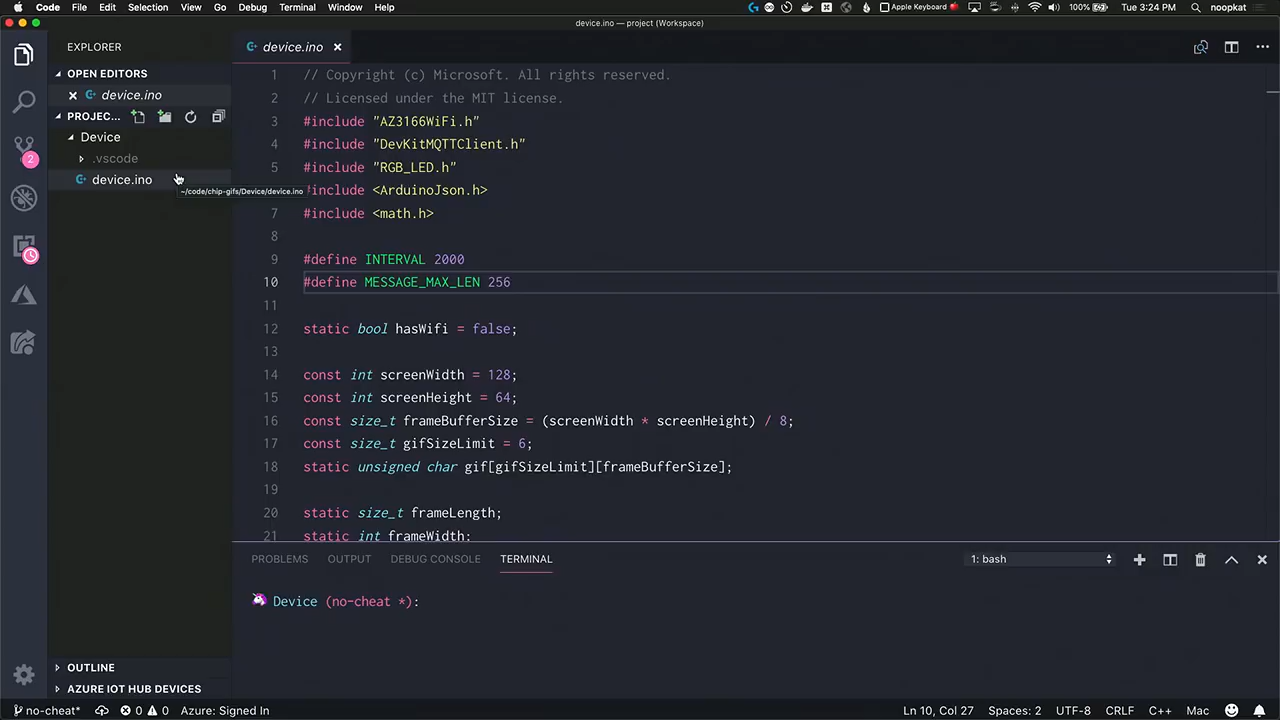 Code File Edit Selection View Go Debug Terminal Window Help
Apple Keyboard 100% Tue 3:24 PM noopkat
device.ino — project (Workspace)
EXPLORER
OPEN EDITORS
device.ino
PROJEC...
Device
.vscode
device.ino
~/code/chip-gifs/Device/device.ino
2
OUTLINE
AZURE IOT HUB DEVICES
device.ino
1 // Copyright (c) Microsoft. All rights reserved.
2 // Licensed under the MIT license.
3 #include "AZ3166WiFi.h"
4 #include "DevKitMQTTClient.h"
5 #include "RGB_LED.h"
6 #include <ArduinoJson.h>
7 #include <math.h>
8
9 #define INTERVAL 2000
10 #define MESSAGE_MAX_LEN 256
11
12 static bool hasWifi = false;
13
14 const int screenWidth = 128;
15 const int screenHeight = 64;
16 const size_t frameBufferSize = (screenWidth * screenHeight) / 8;
17 const size_t gifSizeLimit = 6;
18 static unsigned char gif[gifSizeLimit][frameBufferSize];
19
20 static size_t frameLength;
21 static int frameWidth;
PROBLEMS OUTPUT DEBUG CONSOLE TERMINAL 1: bash
Device (no-cheat *):
no-cheat* 0 0 Azure: Signed In Ln 10, Col 27 Spaces: 2 UTF-8 CRLF C++ Mac